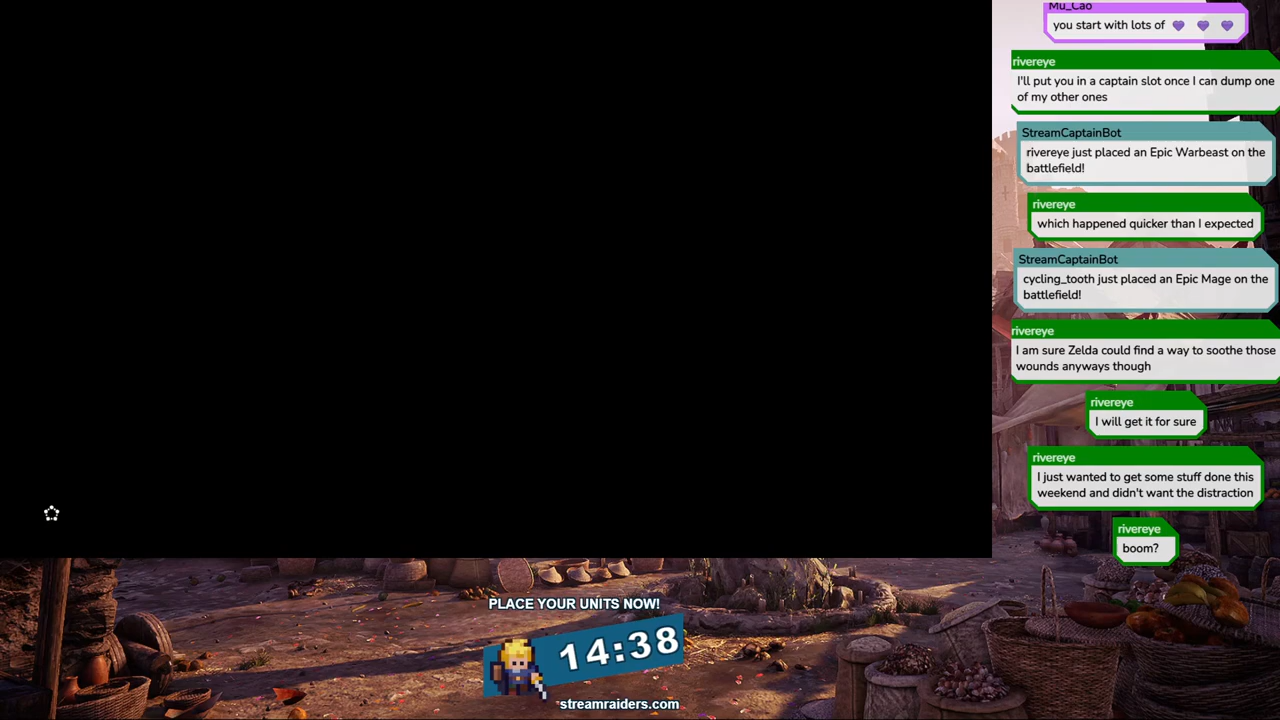 Mu_Cao
you start with lots of 💜 💜 💜
rivereye
I'll put you in a captain slot once I can dump one
of my other ones
StreamCaptainBot
rivereye just placed an Epic Warbeast on the
battlefield!
rivereye
which happened quicker than I expected
StreamCaptainBot
cycling_tooth just placed an Epic Mage on the
battlefield!
rivereye
I am sure Zelda could find a way to soothe those
wounds anyways though
rivereye
I will get it for sure
rivereye
I just wanted to get some stuff done this
weekend and didn't want the distraction
rivereye
boom?
PLACE YOUR UNITS NOW!
14:38
streamraiders.com